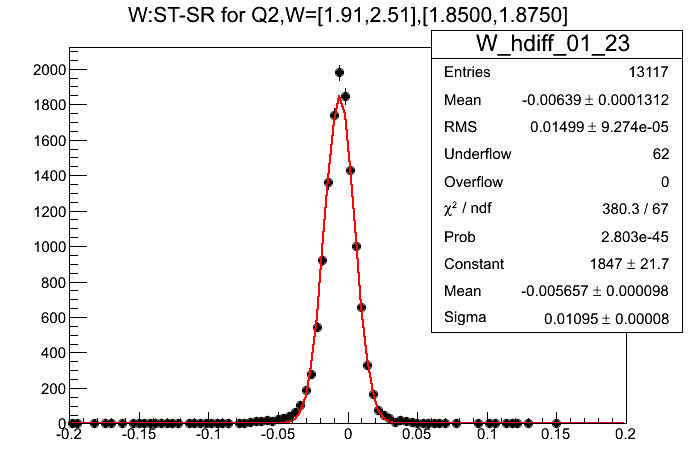 W:ST-SR for Q2,W=[1.91,2.51],[1.8500,1.8750]
W_hdiff_01_23
Entries 13117
Mean -0.00639 ± 0.0001312
RMS 0.01499 ± 9.274e-05
Underflow 62
Overflow 0
χ² / ndf 380.3 / 67
Prob 2.803e-45
Constant 1847 ± 21.7
Mean -0.005657 ± 0.000098
Sigma 0.01095 ± 0.00008
2000
1800
1600
1400
1200
1000
800
600
400
200
0
-0.2 -0.15 -0.1 -0.05 0 0.05 0.1 0.15 0.2